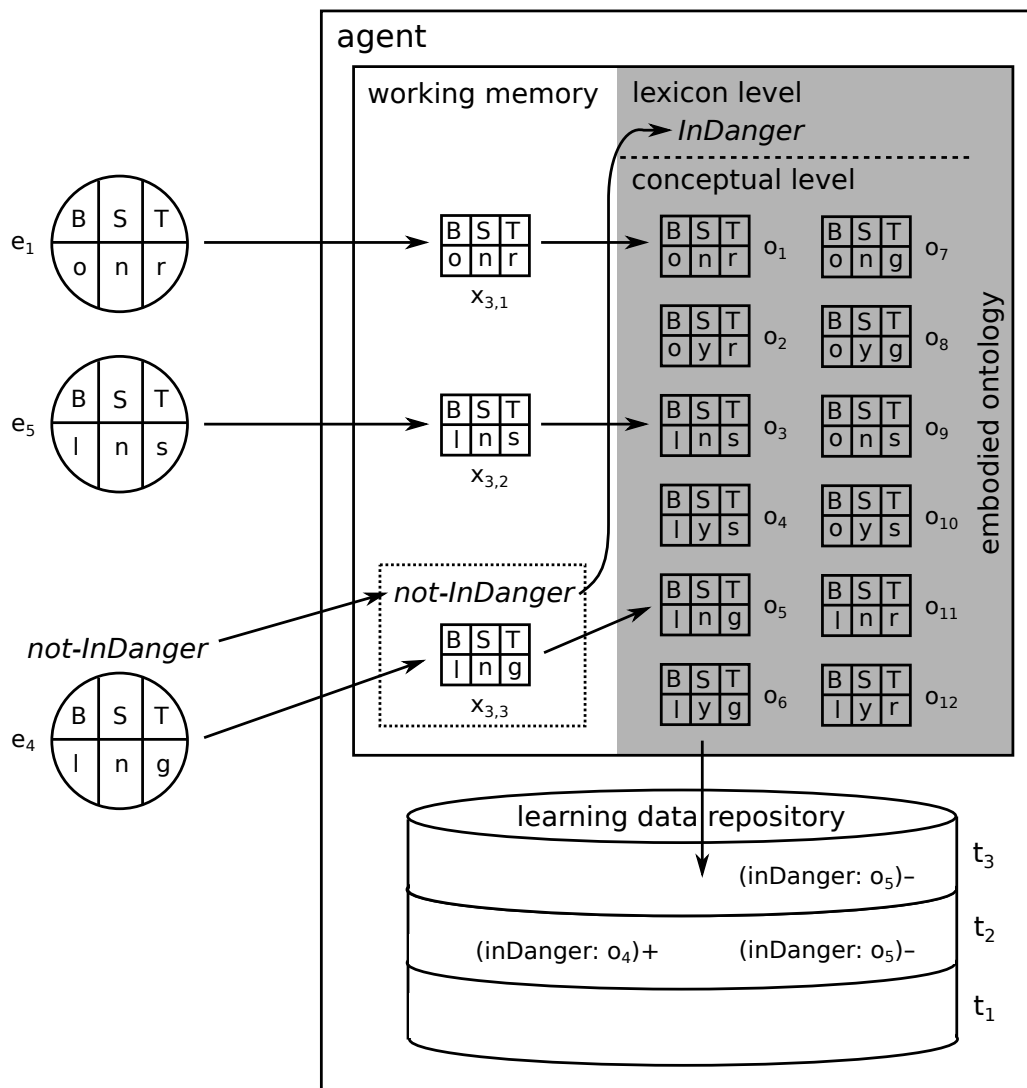 agent
working memory
lexicon level
InDanger
conceptual level
embodied ontology
e1
B S T
o n r
B S T
o n r
x3,1
B S T
o n r
o1
B S T
o n g
o7
B S T
o y r
o2
B S T
o y g
o8
e5
B S T
l n s
B S T
l n s
x3,2
B S T
l n s
o3
B S T
o n s
o9
B S T
l y s
o4
B S T
o y s
o10
not-InDanger
e4
B S T
l n g
not-InDanger
B S T
l n g
x3,3
B S T
l n g
o5
B S T
l n r
o11
B S T
l y g
o6
B S T
l y r
o12
learning data repository
(inDanger: o5)–
t3
(inDanger: o4)+ (inDanger: o5)–
t2
t1